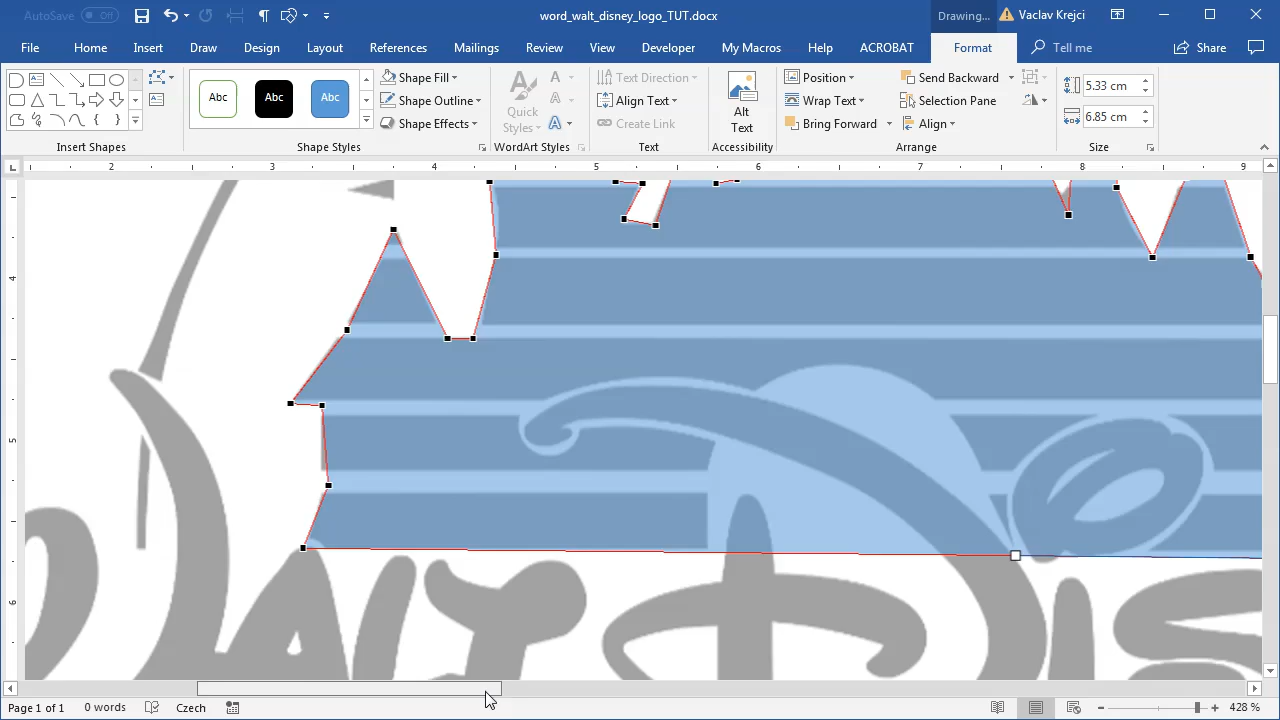 AutoSave Off word_walt_disney_logo_TUT.docx Drawing... Vaclav Krejci
File Home Insert Draw Design Layout References Mailings Review View Developer My Macros Help ACROBAT Format Tell me Share
Abc Abc Abc
Shape Fill
Shape Outline
Shape Effects
Quick Styles
Text Direction
Align Text
Create Link
Alt Text
Position
Wrap Text
Bring Forward
Send Backward
Selection Pane
Align
5.33 cm
6.85 cm
Insert Shapes Shape Styles WordArt Styles Text Accessibility Arrange Size
2 3 4 5 6 7 8 9
4
5
6
WALT DIS
Page 1 of 1 0 words Czech 428 %